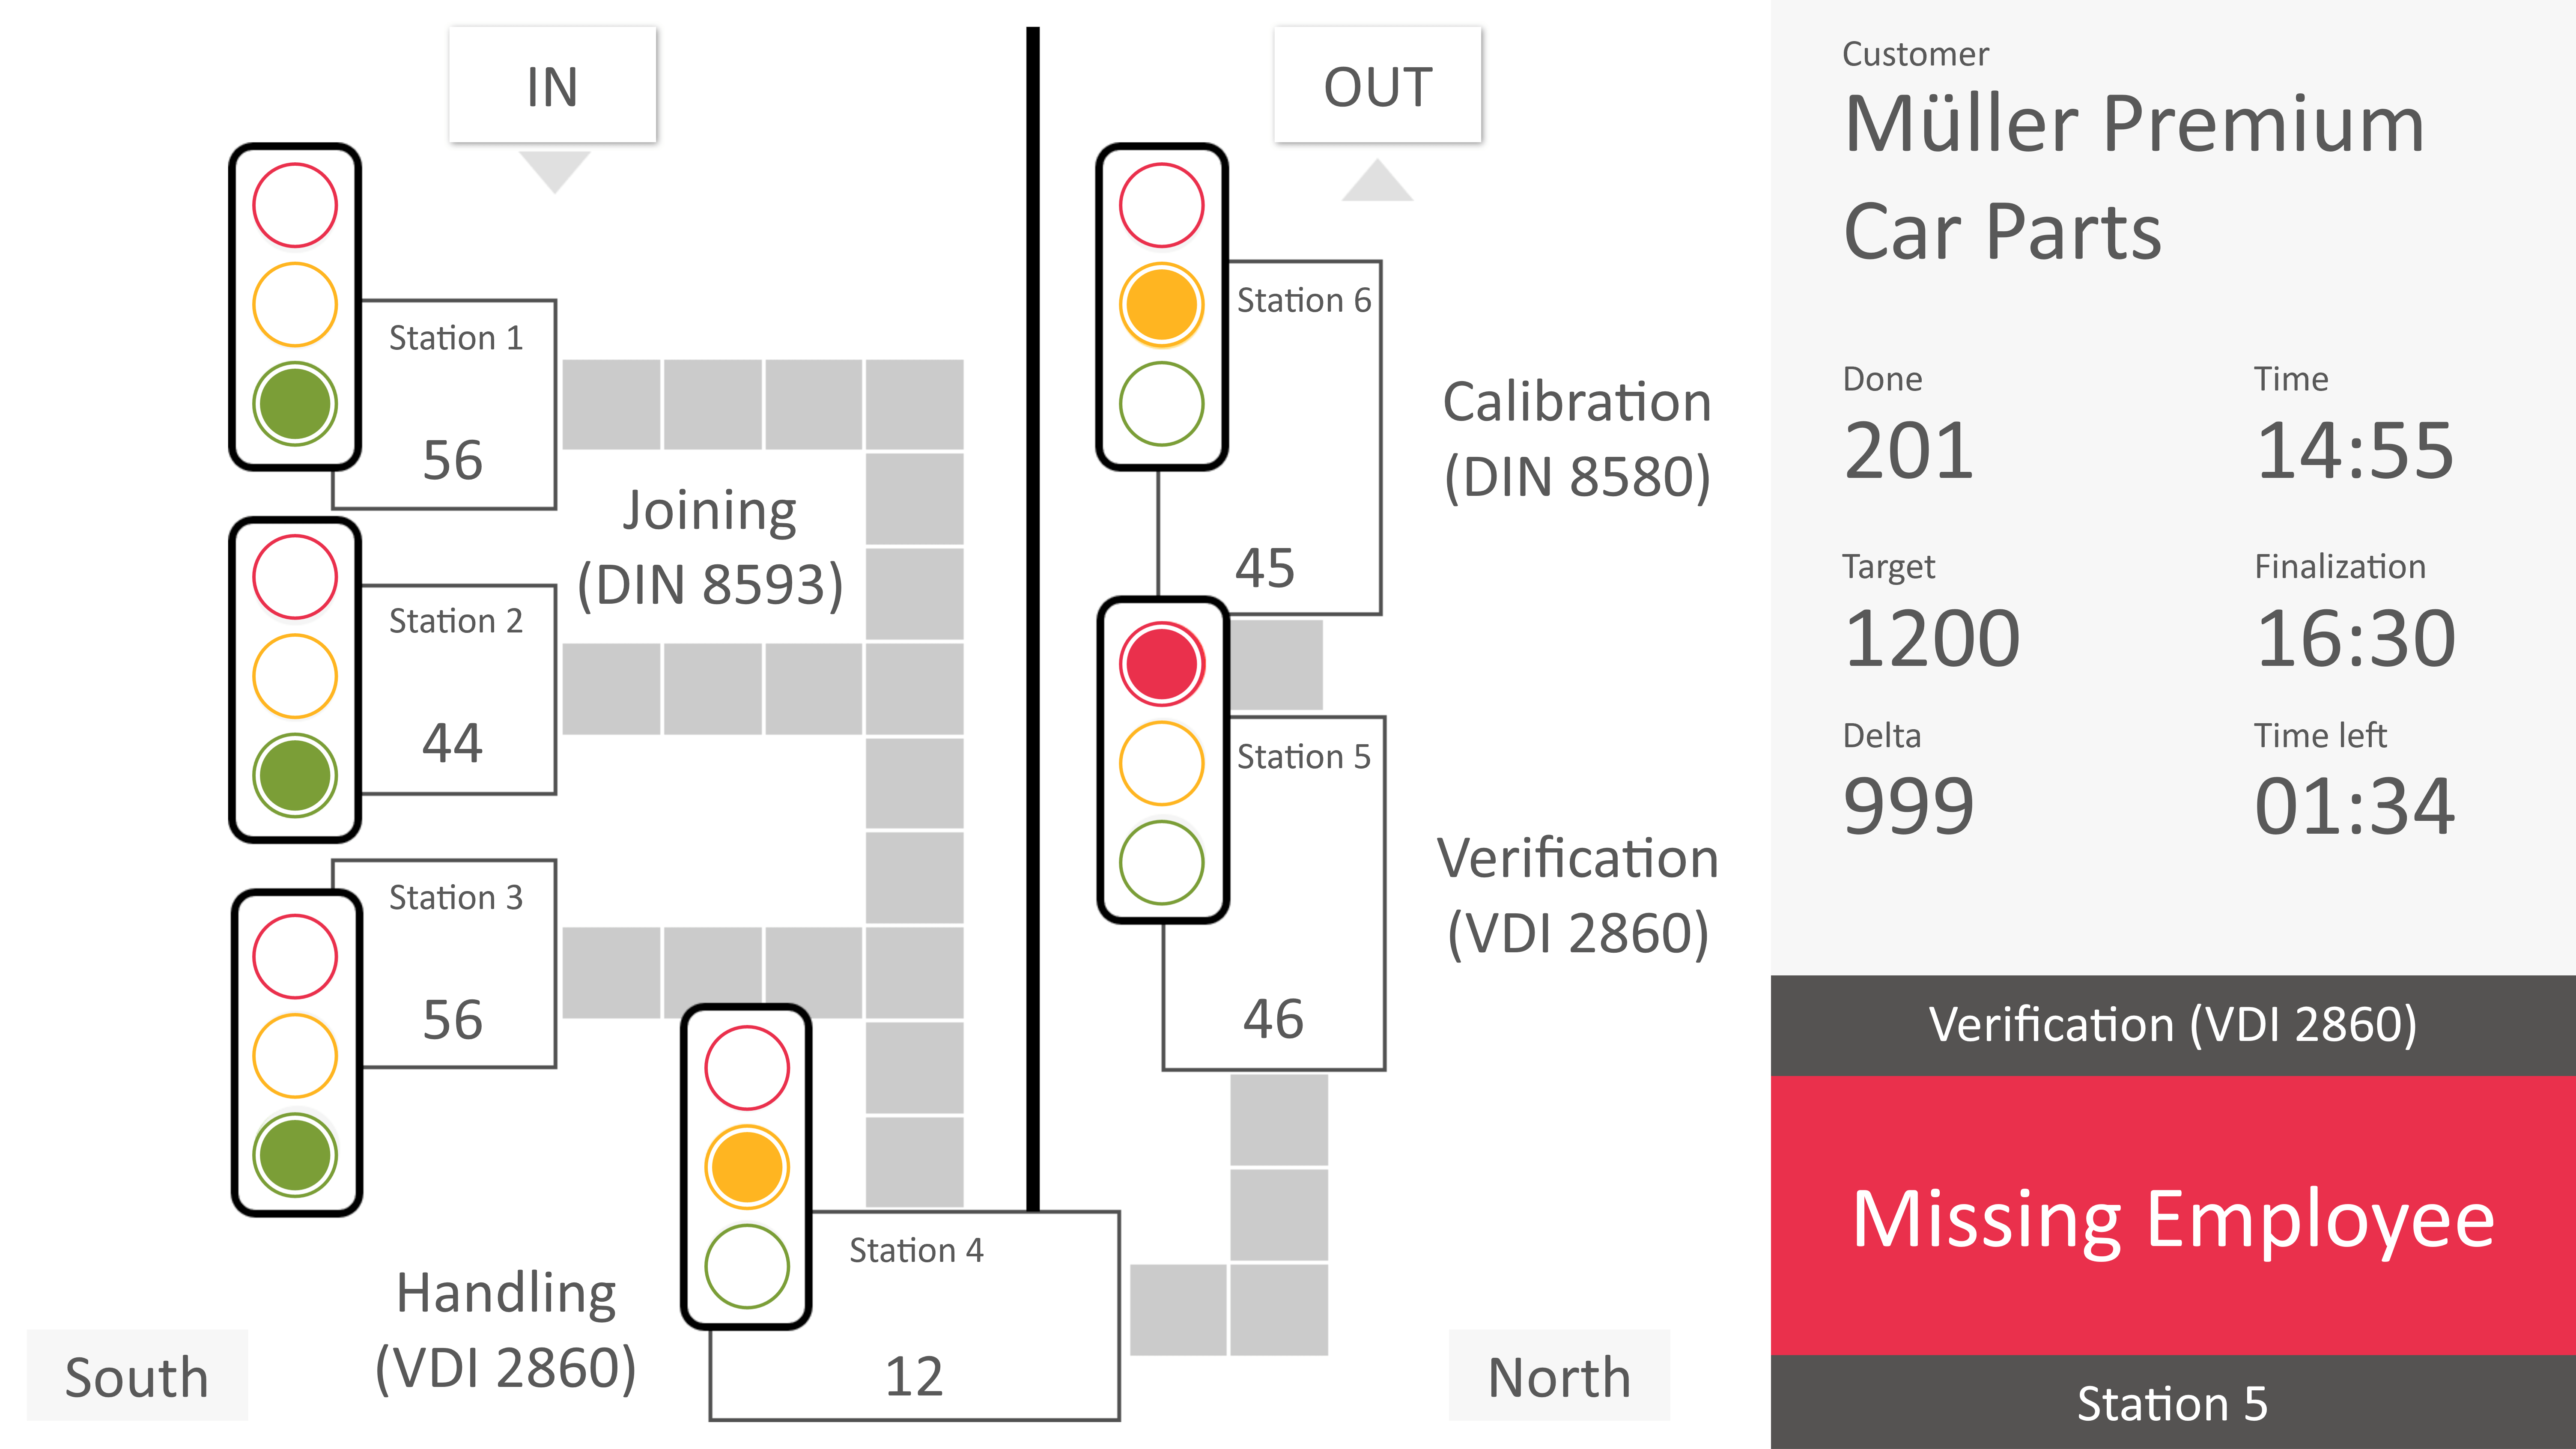 IN
OUT
Station 1
56
Joining
(DIN 8593)
Station 2
44
Station 3
56
Handling
(VDI 2860)
Station 4
12
South
Station 6
45
Calibration
(DIN 8580)
Station 5
46
Verification
(VDI 2860)
North
Customer
Müller Premium
Car Parts
Done
201
Time
14:55
Target
1200
Finalization
16:30
Delta
999
Time left
01:34
Verification (VDI 2860)
Missing Employee
Station 5